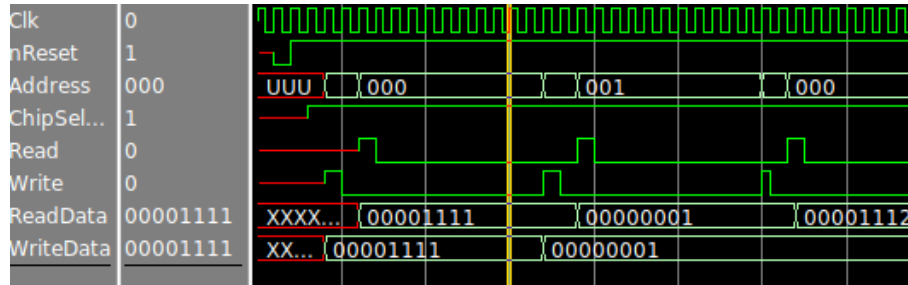 Clk 0
nReset 1
Address 000 UUU 000 001 000
ChipSel... 1
Read 0
Write 0
ReadData 00001111 XXXX... 00001111 00000001 00001112
WriteData 00001111 XX... 00001111 00000001